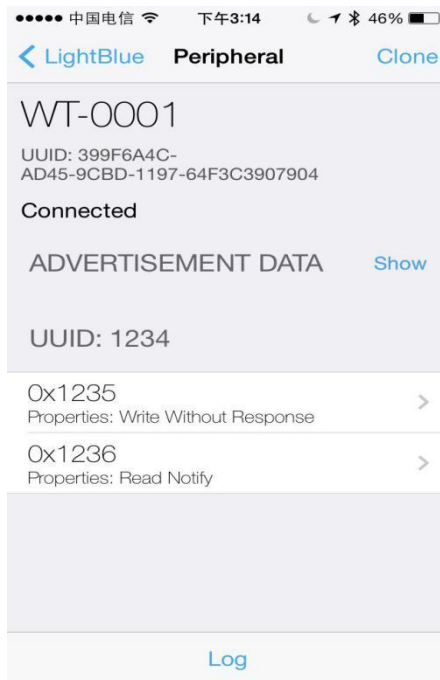 中国电信 下午3:14 46%
LightBlue Peripheral Clone
WT-0001
UUID: 399F6A4C-
AD45-9CBD-1197-64F3C3907904
Connected
ADVERTISEMENT DATA Show
UUID: 1234
0x1235
Properties: Write Without Response
0x1236
Properties: Read Notify
Log